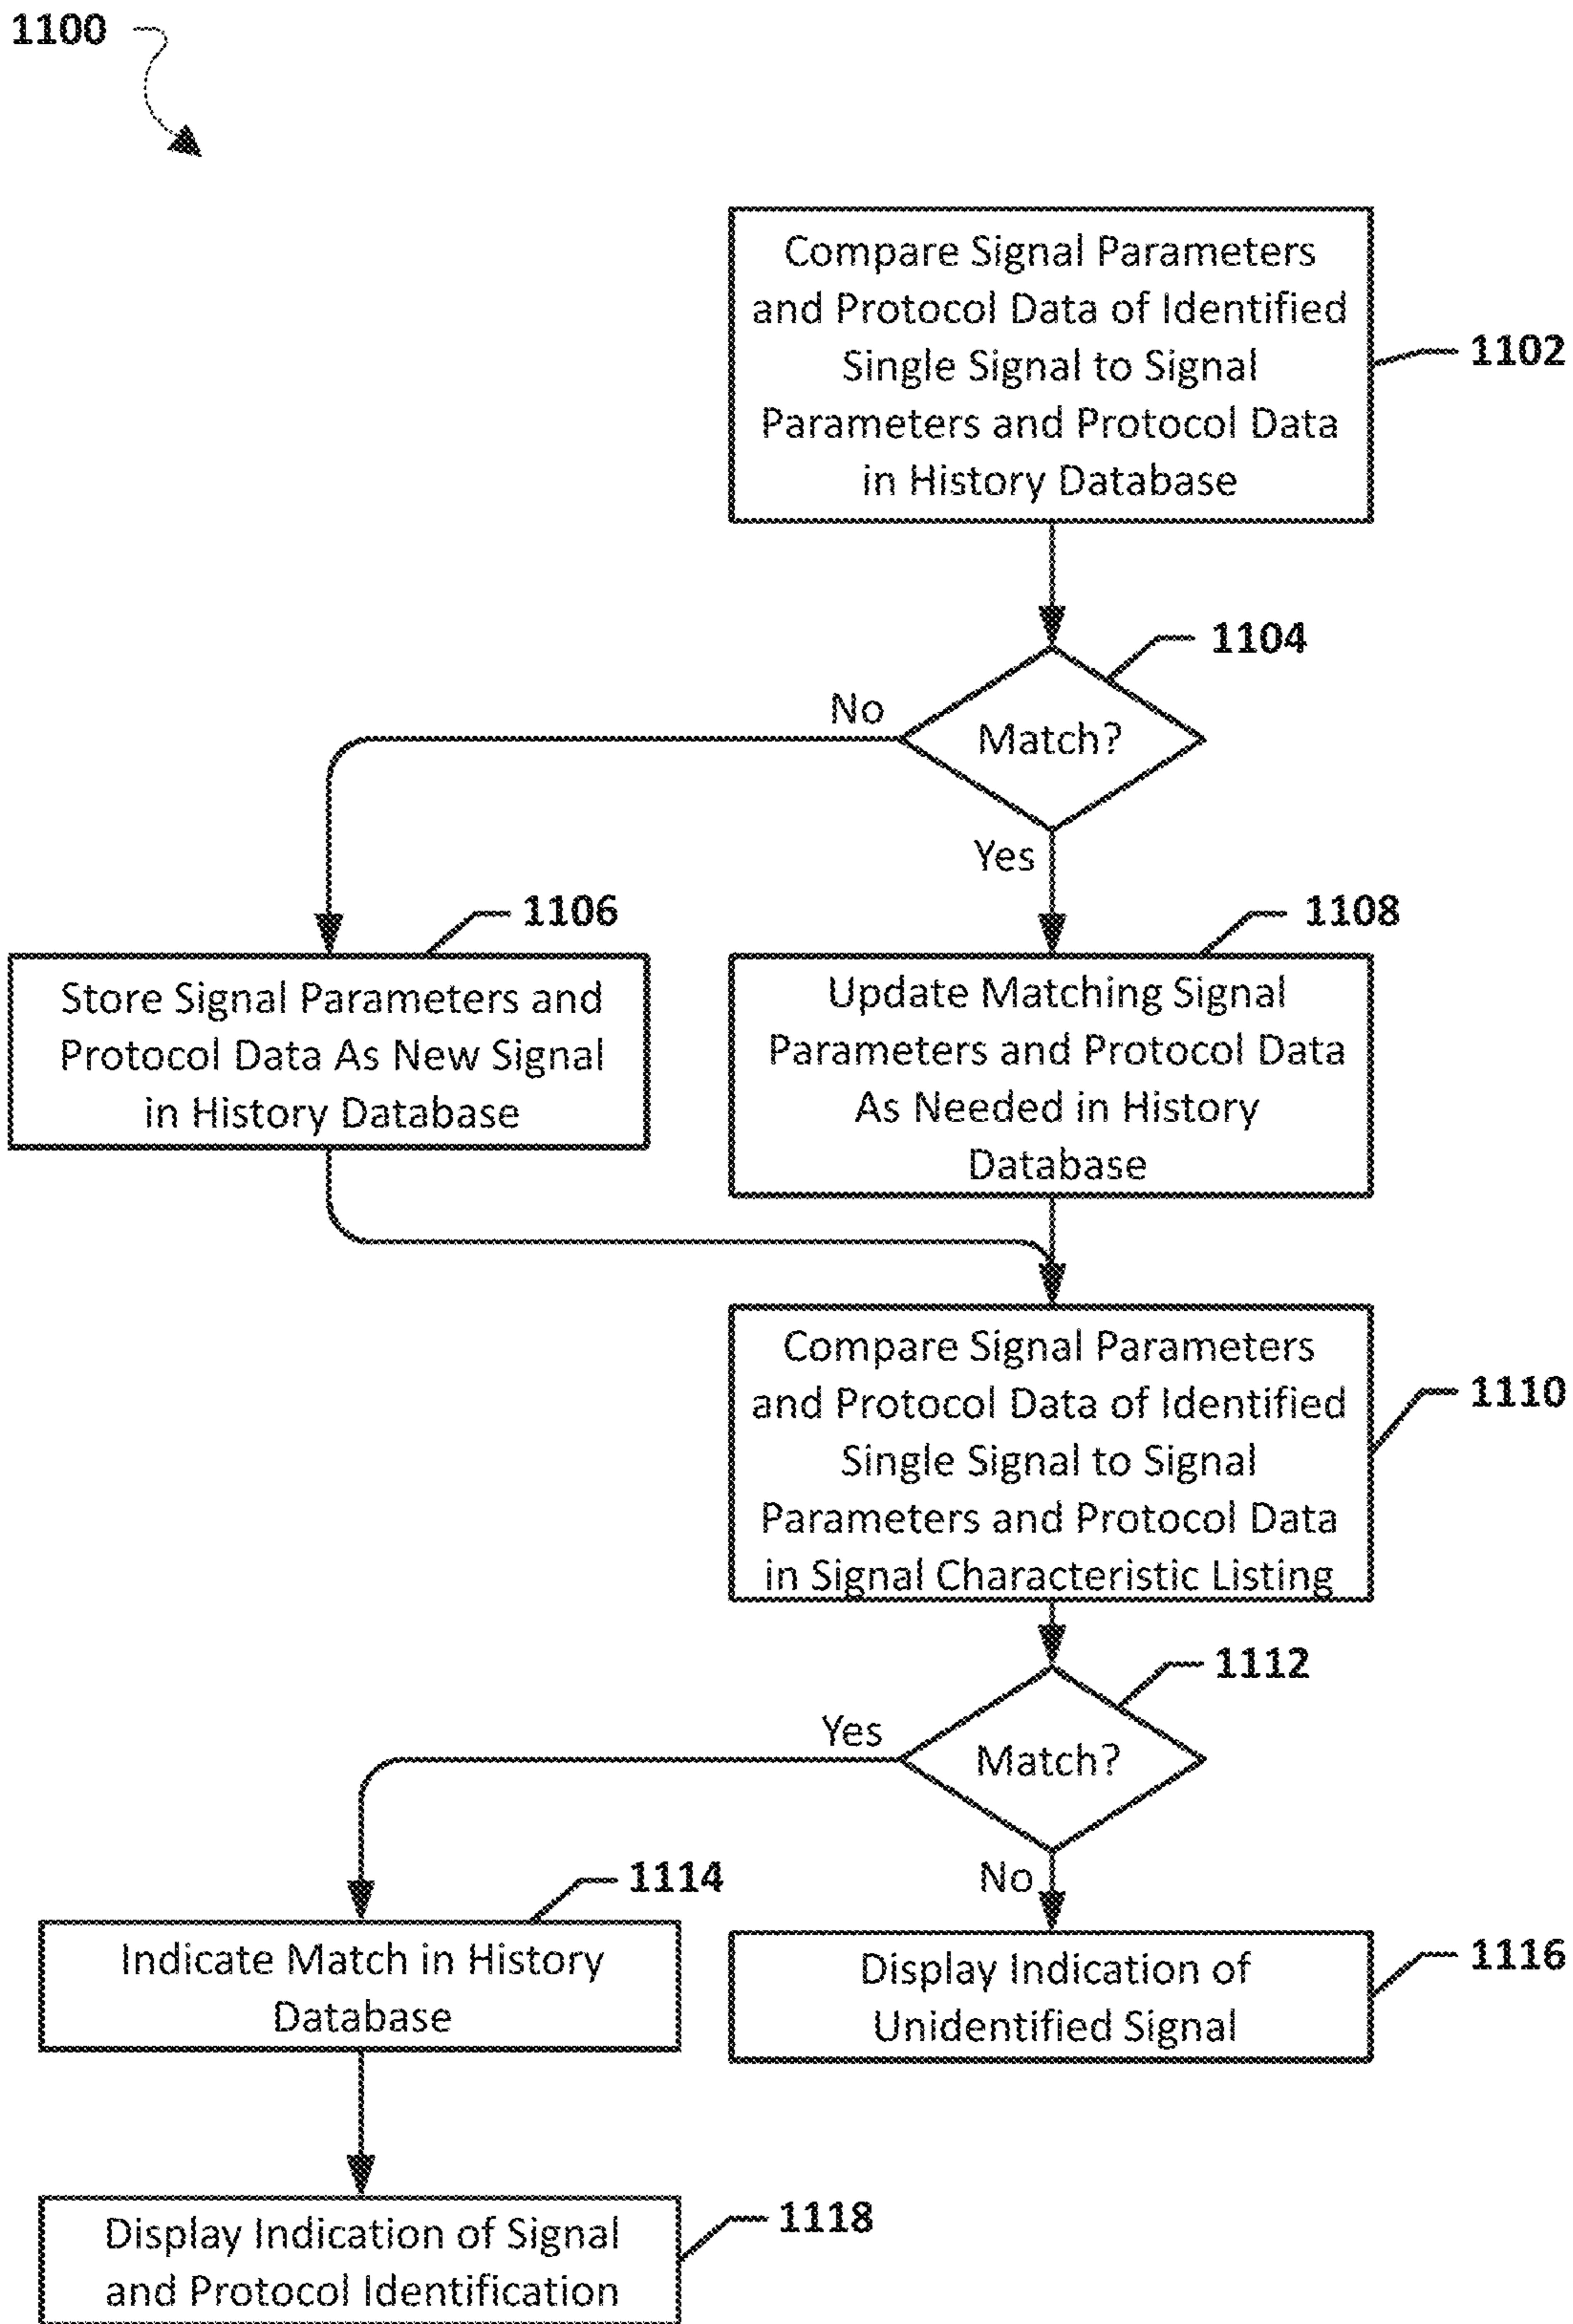 1100
Compare Signal Parameters
and Protocol Data of Identified
Single Signal to Signal
Parameters and Protocol Data
in History Database
1102
1104
Match?
No
Yes
1106
Store Signal Parameters and
Protocol Data As New Signal
in History Database
1108
Update Matching Signal
Parameters and Protocol Data
As Needed in History
Database
Compare Signal Parameters
and Protocol Data of Identified
Single Signal to Signal
Parameters and Protocol Data
in Signal Characteristic Listing
1110
1112
Match?
Yes
No
1114
Indicate Match in History
Database
Display Indication of
Unidentified Signal
1116
Display Indication of Signal
and Protocol Identification
1118